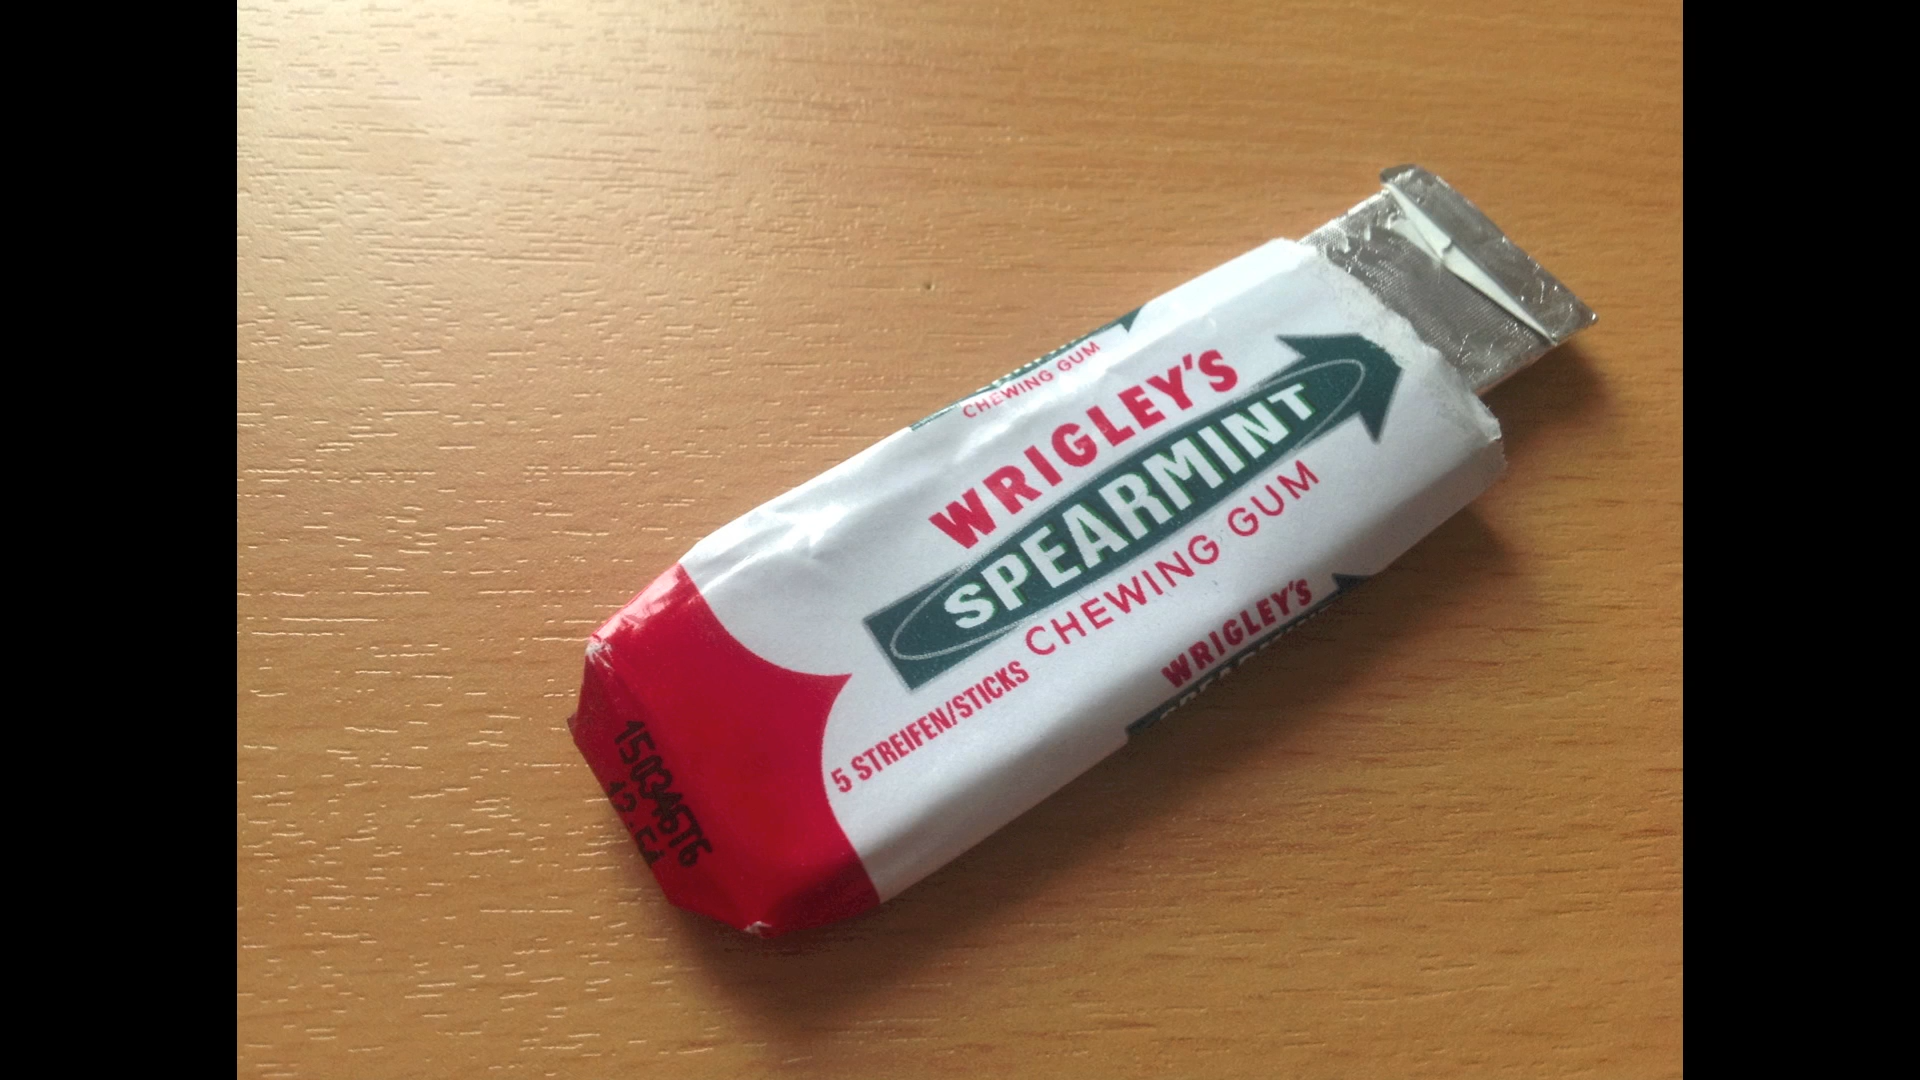 CHEWING GUM
WRIGLEY'S
SPEARMINT
CHEWING GUM
5 STREIFEN/STICKS
WRIGLEY'S